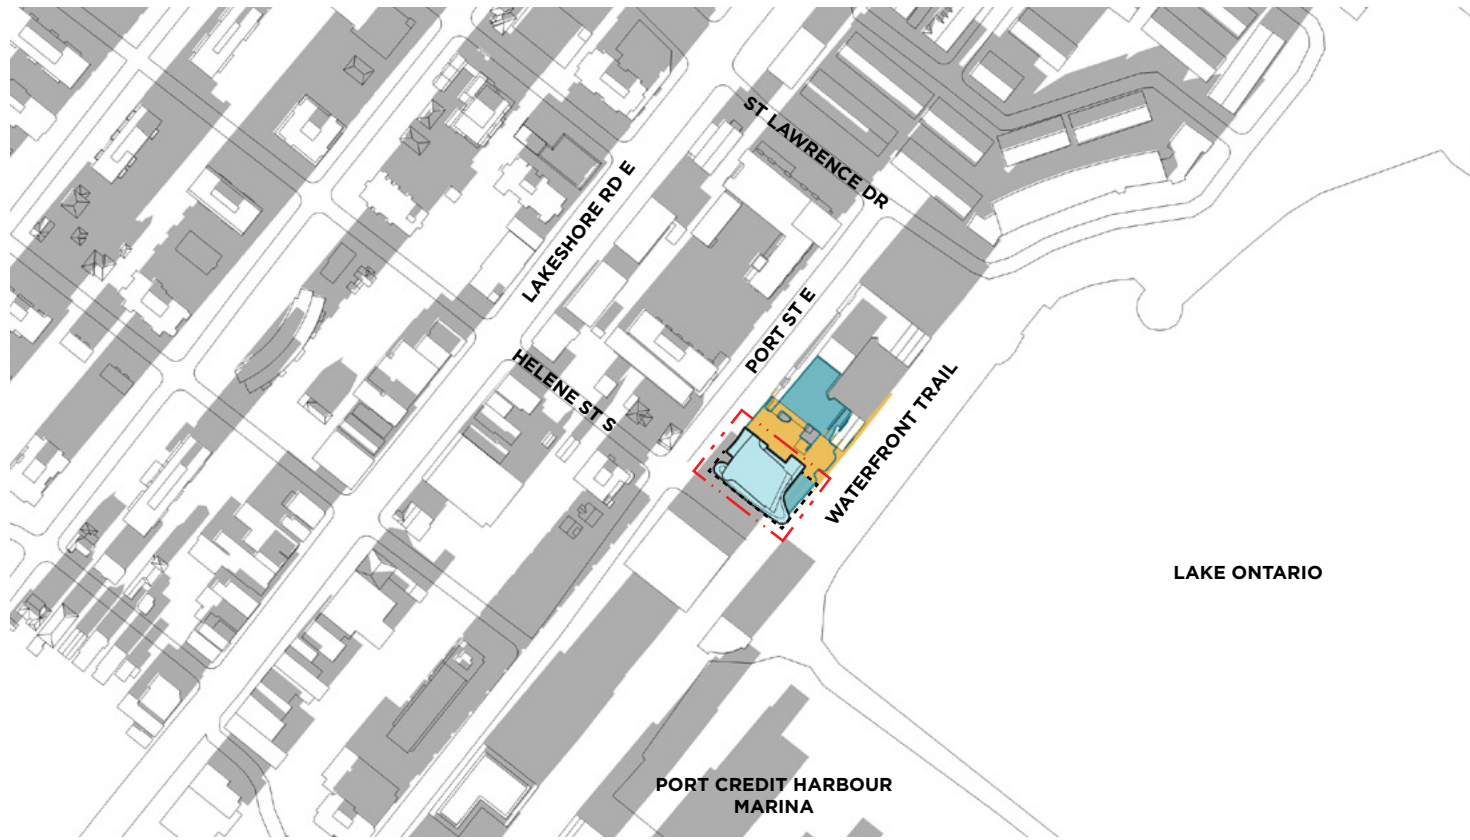 ST LAWRENCE DR
LAKESHORE RD E
PORT ST E
HELENE ST S
WATERFRONT TRAIL
LAKE ONTARIO
PORT CREDIT HARBOUR
MARINA